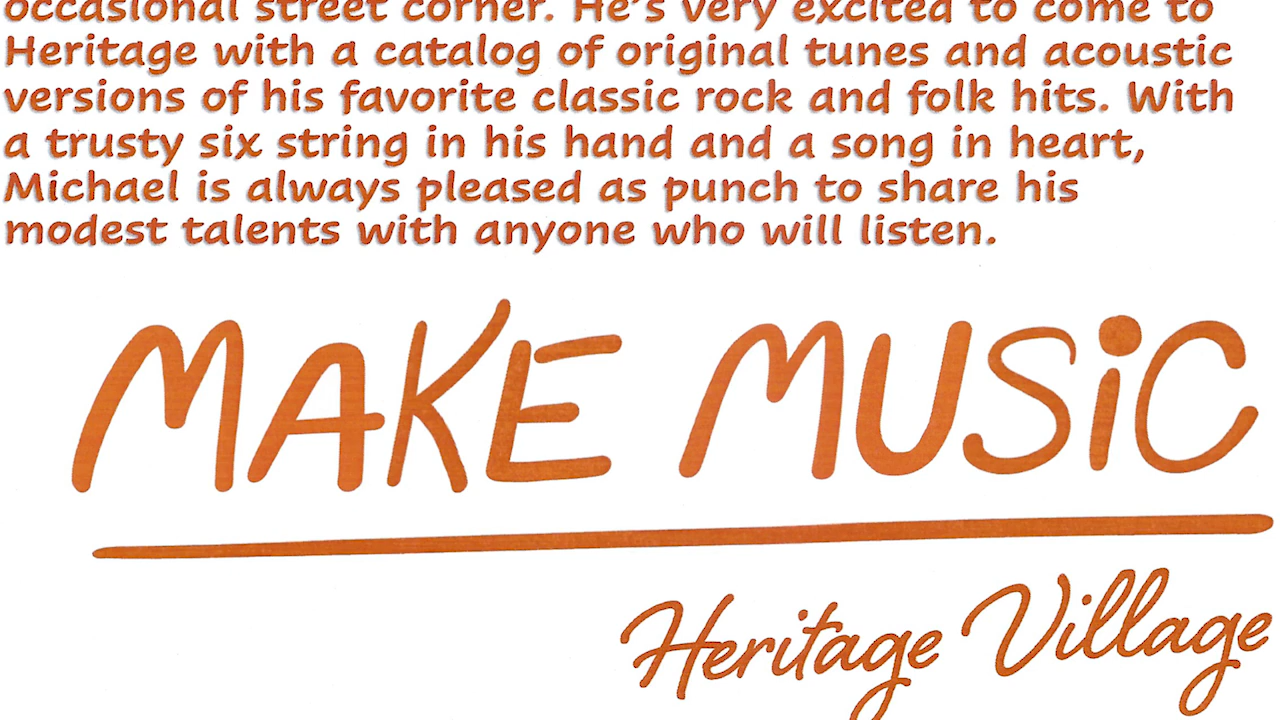 occasional street corner. He's very excited to come to
Heritage with a catalog of original tunes and acoustic
versions of his favorite classic rock and folk hits. With
a trusty six string in his hand and a song in heart,
Michael is always pleased as punch to share his
modest talents with anyone who will listen.
MAKE MUSiC
Heritage Village